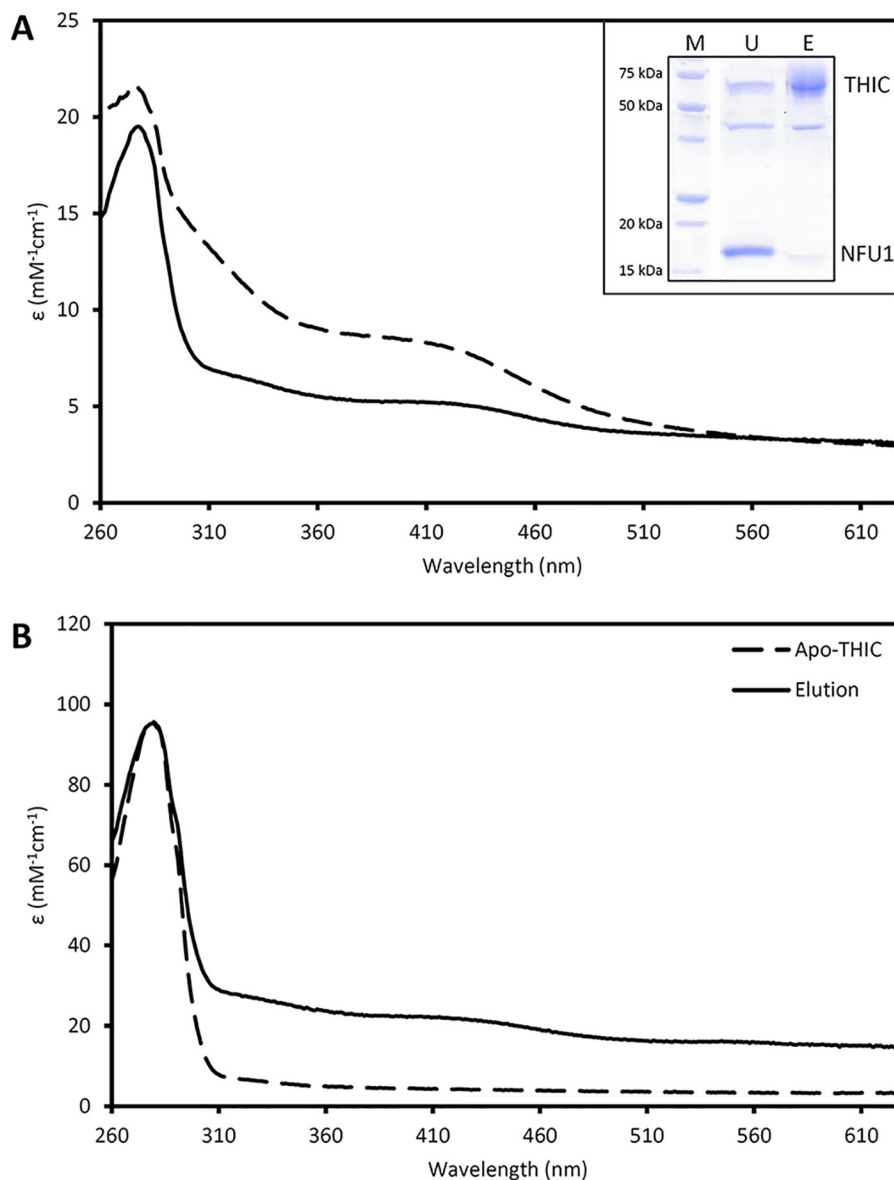 A
25
20
15
10
5
0
ε (mM⁻¹cm⁻¹)
260 310 360 410 460 510 560 610
Wavelength (nm)
M U E
75 kDa
50 kDa
20 kDa
15 kDa
THIC
NFU1
B
120
100
80
60
40
20
0
ε (mM⁻¹cm⁻¹)
260 310 360 410 460 510 560 610
Wavelength (nm)
Apo-THIC
Elution